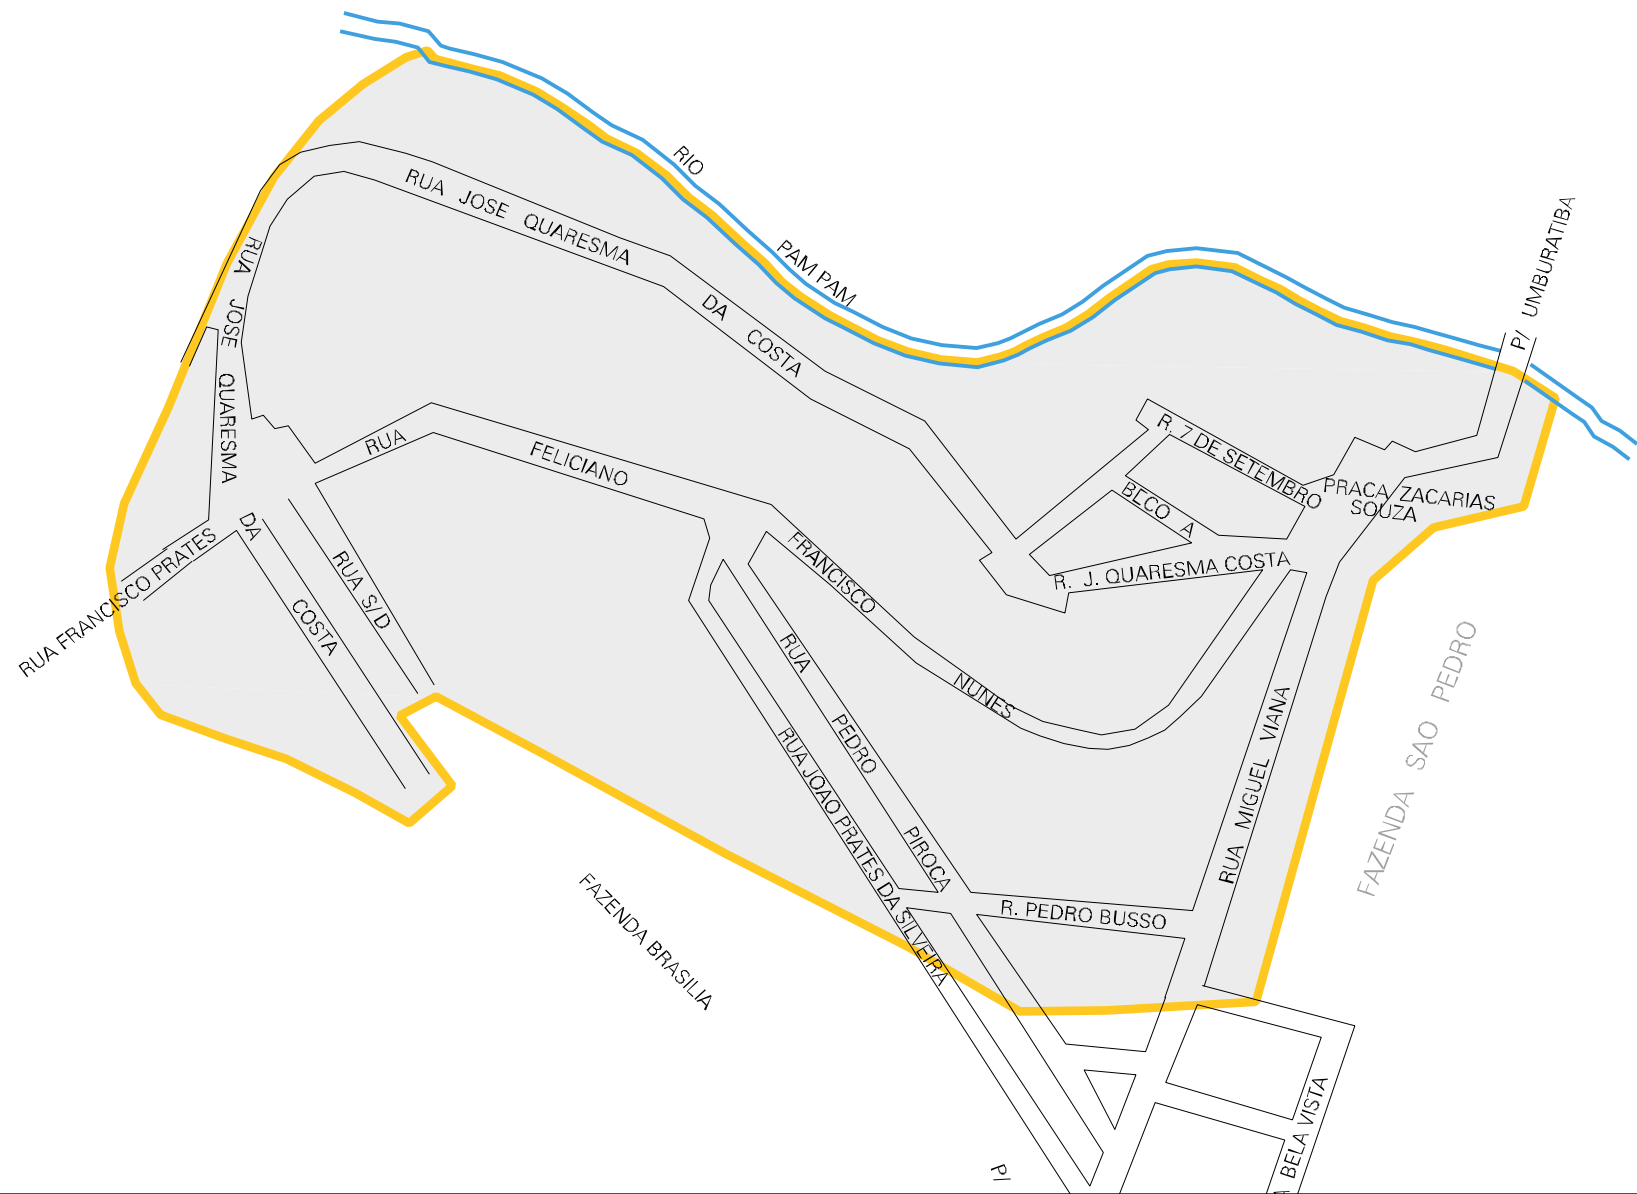 RIO
PAM PAM
P/ UMBURATIBA
RUA JOSE QUARESMA
DA COSTA
RUA JOSE QUARESMA
DA COSTA
RUA FELICIANO
FRANCISCO
NUNES
R. 7 DE SETEMBRO
BECO A
PRACA ZACARIAS
SOUZA
R. J. QUARESMA COSTA
RUA FRANCISCO PRATES
RUA S/D
RUA PEDRO PIROCA
RUA JOAO PRATES DA SILVEIRA
RUA MIGUEL VIANA
R. PEDRO BUSSO
FAZENDA SAO PEDRO
FAZENDA BRASILIA
P/
A BELA VISTA